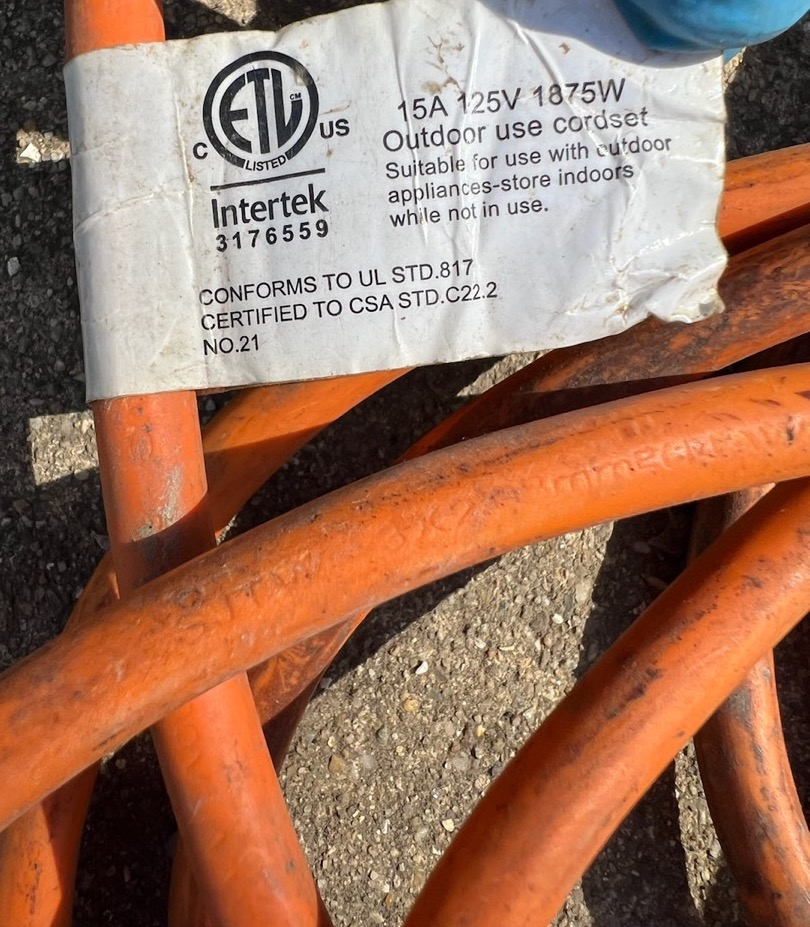 ETL CM
C US
LISTED
Intertek
3176559
15A 125V 1875W
Outdoor use cordset
Suitable for use with outdoor
appliances-store indoors
while not in use.
CONFORMS TO UL STD.817
CERTIFIED TO CSA STD.C22.2
NO.21